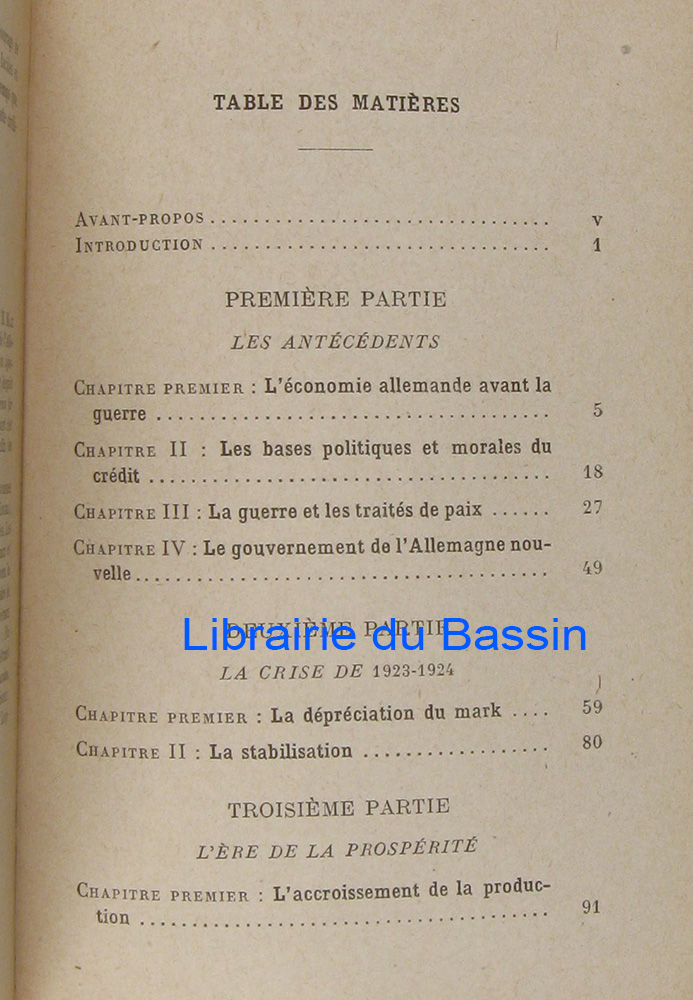 TABLE DES MATIÈRES
AVANT-PROPOS ................................ V
INTRODUCTION ................................ 1
PREMIÈRE PARTIE
LES ANTÉCÉDENTS
CHAPITRE PREMIER : L'économie allemande avant la
guerre ..................................... 5
CHAPITRE II : Les bases politiques et morales du
crédit ...................................... 18
CHAPITRE III : La guerre et les traités de paix ...... 27
CHAPITRE IV : Le gouvernement de l'Allemagne nou-
velle ....................................... 49
DEUXIÈME PARTIE
Librairie du Bassin
LA CRISE DE 1923-1924
CHAPITRE PREMIER : La dépréciation du mark .... 59
CHAPITRE II : La stabilisation .................. 80
TROISIÈME PARTIE
L'ÈRE DE LA PROSPÉRITÉ
CHAPITRE PREMIER : L'accroissement de la produc-
tion ....................................... 91